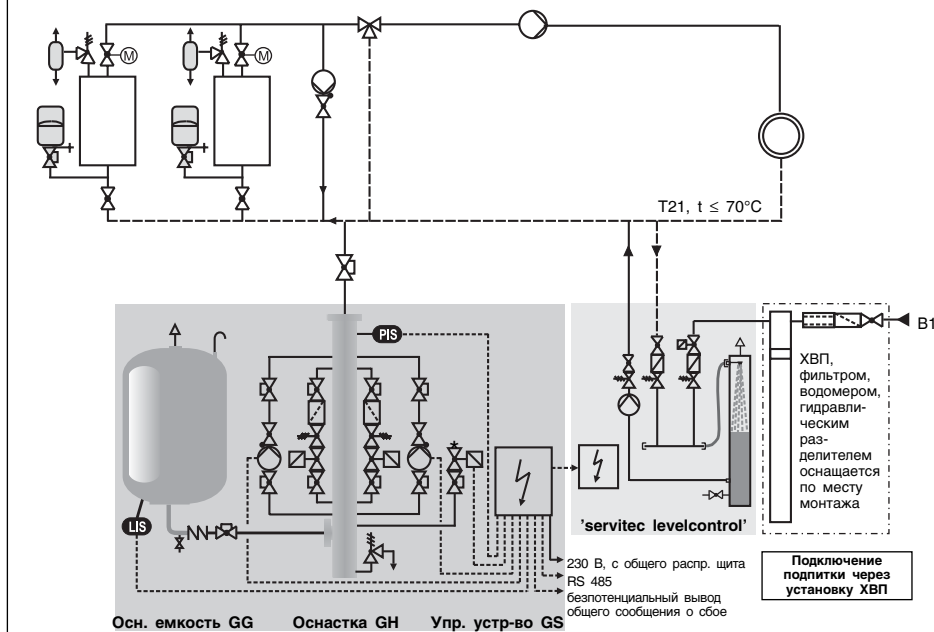 M
M
T21, t ≤ 70°C
PIS
B1
ХВП,
фильтром,
водомером,
гидравли-
ческим
раз-
делителем
оснащается
по месту
монтажа
LIS
'servitec levelcontrol'
230 В, с общего распр. щита
RS 485
безпотенциальный вывод
общего сообщения о сбое
Подключение
подпитки через
установку ХВП
Осн. емкость GG
Оснастка GH
Упр. устр-во GS